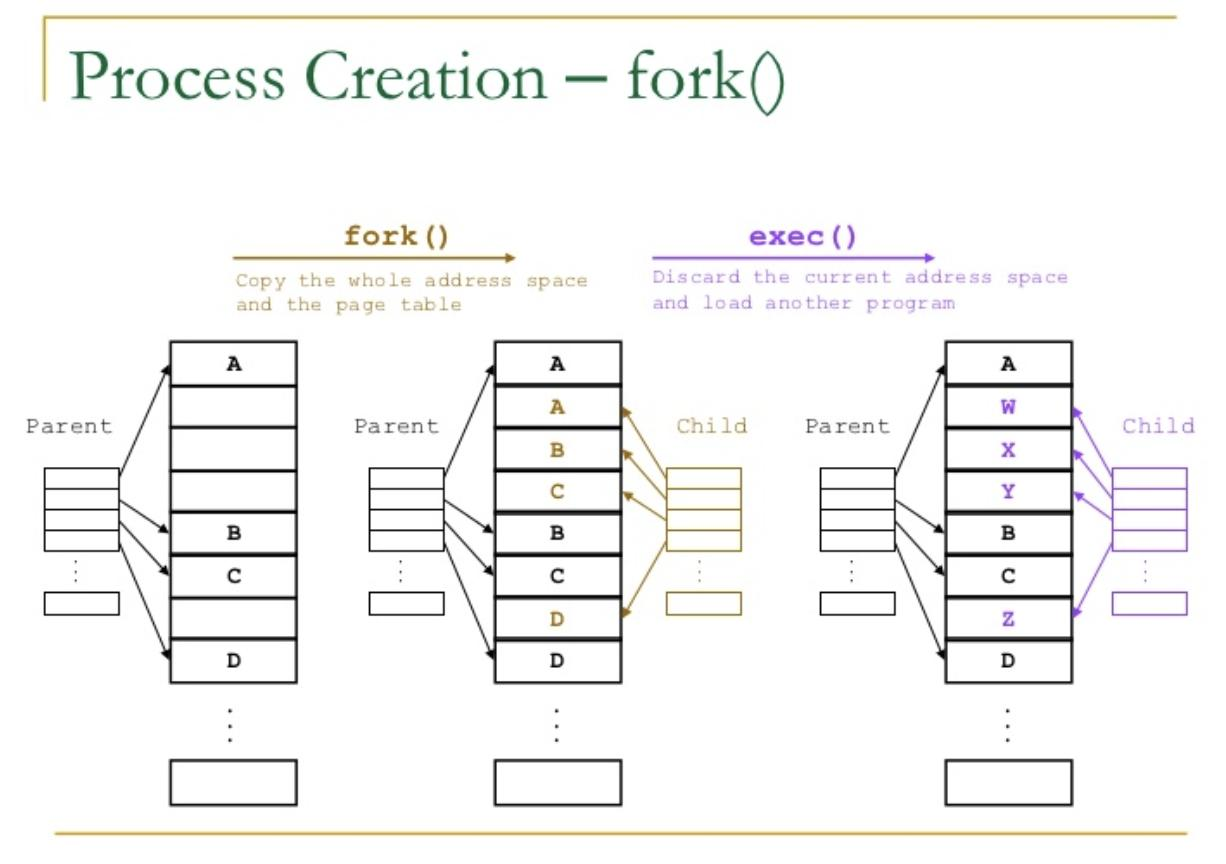 Process Creation – fork()
fork()
Copy the whole address space
and the page table
exec()
Discard the current address space
and load another program
Parent
A
B
C
D
Parent
A
A
B
C
B
C
D
D
Child
Parent
A
W
X
Y
B
C
Z
D
Child